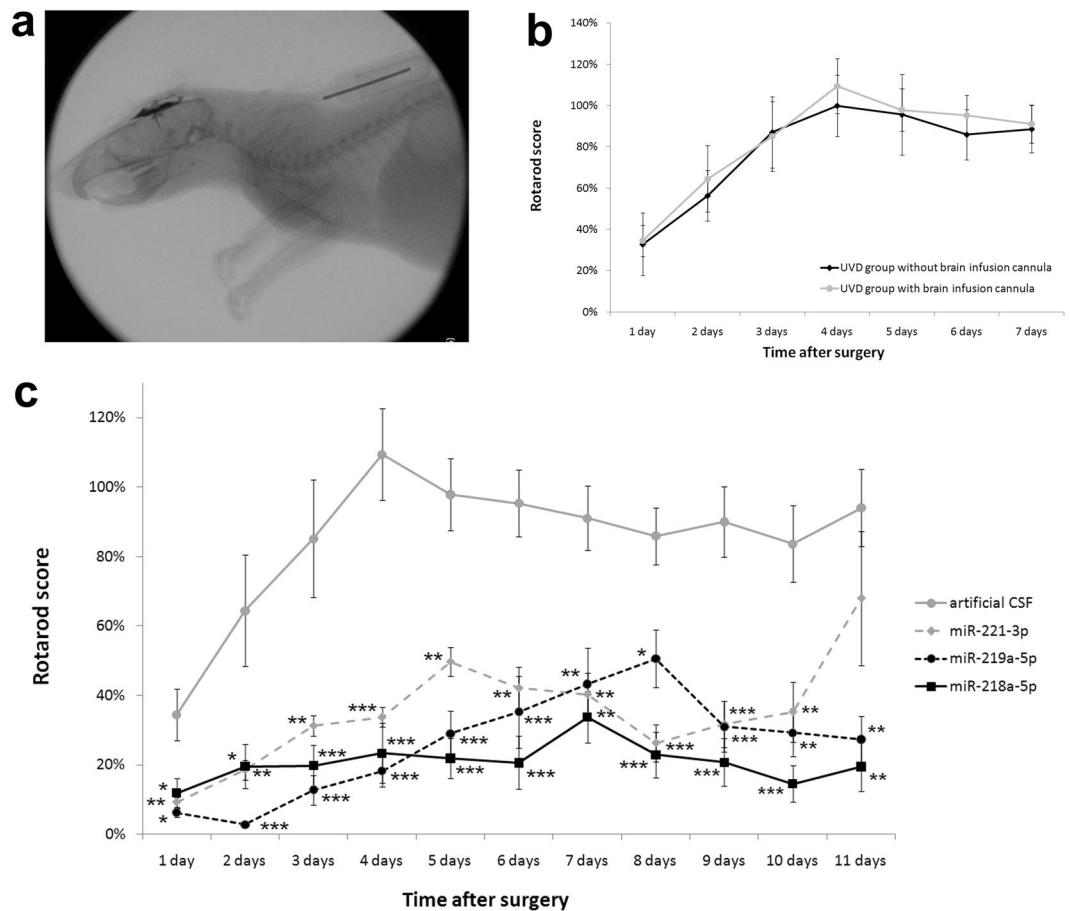 a
b
140%
120%
100%
80%
60%
40%
20%
0%
Rotarod score
UVD group without brain infusion cannula
UVD group with brain infusion cannula
1 day 2 days 3 days 4 days 5 days 6 days 7 days
Time after surgery
c
120%
100%
80%
60%
40%
20%
0%
Rotarod score
* ** * * ** *** ** *** *** *** *** *** ** *** ** *** *** ** ** ** * *** *** *** *** *** ** ** *** ** **
artificial CSF
miR-221-3p
miR-219a-5p
miR-218a-5p
1 day 2 days 3 days 4 days 5 days 6 days 7 days 8 days 9 days 10 days 11 days
Time after surgery